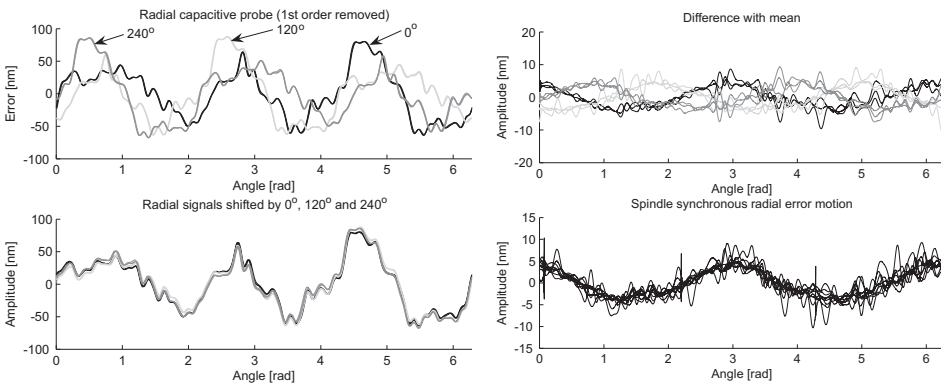 Radial capacitive probe (1st order removed)
Error [nm]
100
50
0
-50
-100
240°
120°
0°
0 1 2 3 4 5 6
Angle [rad]
Difference with mean
Amplitude [nm]
20
10
0
-10
-20
0 1 2 3 4 5 6
Angle [rad]
Radial signals shifted by 0°, 120° and 240°
Amplitude [nm]
100
50
0
-50
-100
0 1 2 3 4 5 6
Angle [rad]
Spindle synchronous radial error motion
Amplitude [nm]
15
10
5
0
-5
-10
-15
0 1 2 3 4 5 6
Angle [rad]